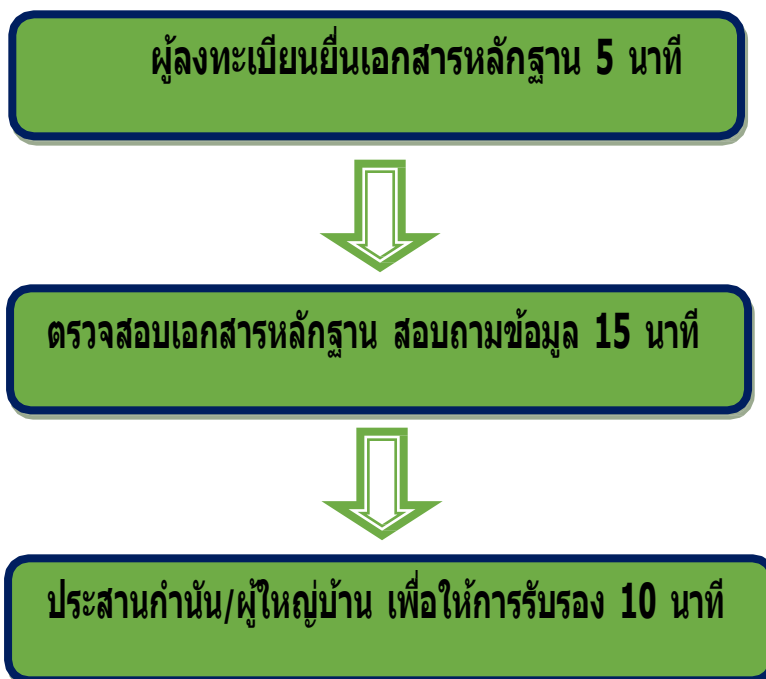 ผู้ลงทะเบียนยื่นเอกสารหลักฐาน 5 นาที
ตรวจสอบเอกสารหลักฐาน สอบถามข้อมูล 15 นาที
ประสานกำนัน/ผู้ใหญ่บ้าน เพื่อให้การรับรอง 10 นาที